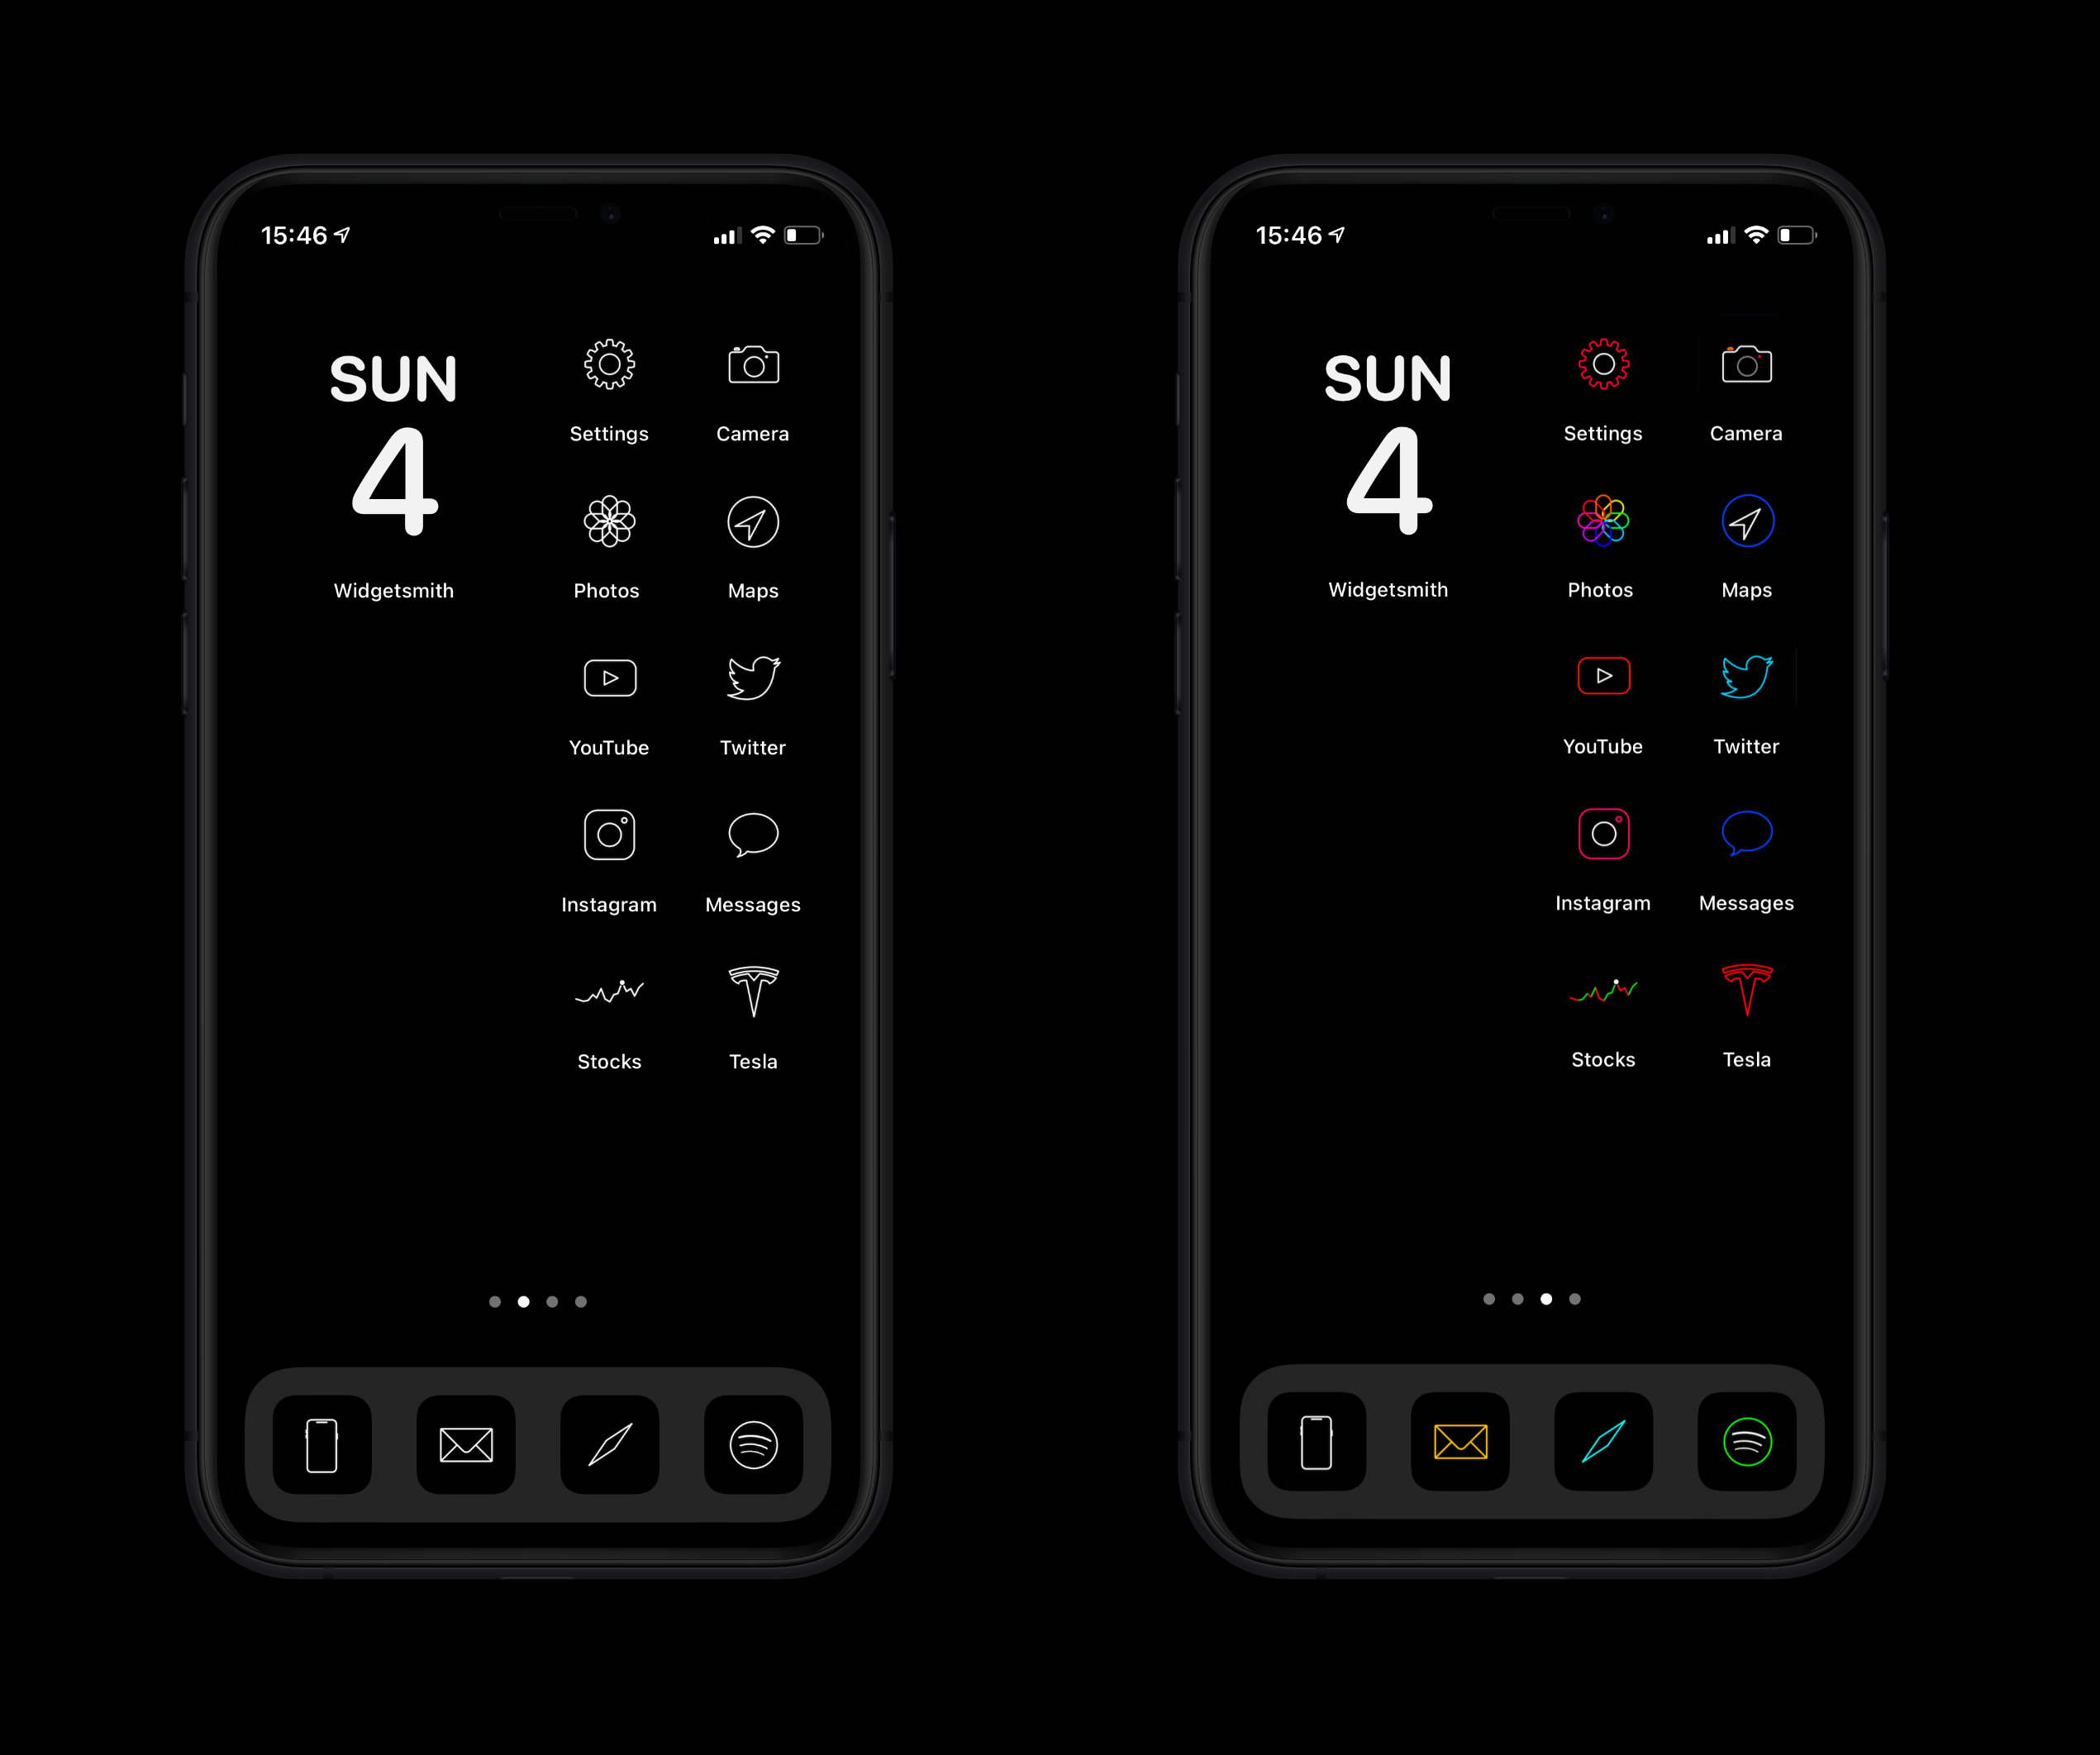 15:46
SUN
4
Widgetsmith
Settings Camera
Photos Maps
YouTube Twitter
Instagram Messages
Stocks Tesla
15:46
SUN
4
Widgetsmith
Settings Camera
Photos Maps
YouTube Twitter
Instagram Messages
Stocks Tesla